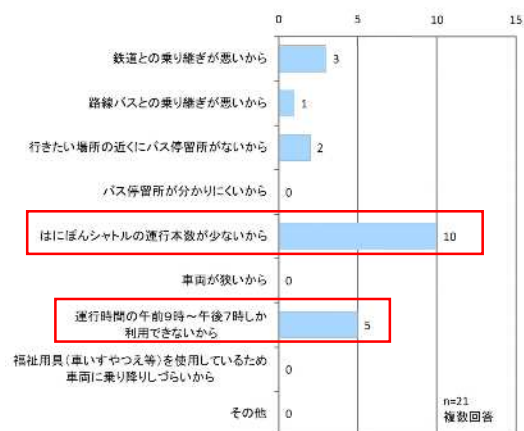 0 5 10 15
鉄道との乗り継ぎが悪いから 3
路線バスとの乗り継ぎが悪いから 1
行きたい場所の近くにバス停留所がないから 2
バス停留所が分かりにくいから 0
はにぽんシャトルの運行本数が少ないから 10
車両が狭いから 0
運行時間の午前9時～午後7時しか
利用できないから 5
福祉用具(車いすやつえ等)を使用しているため
車両に乗り降りしづらいから 0
その他 0
n=21
複数回答